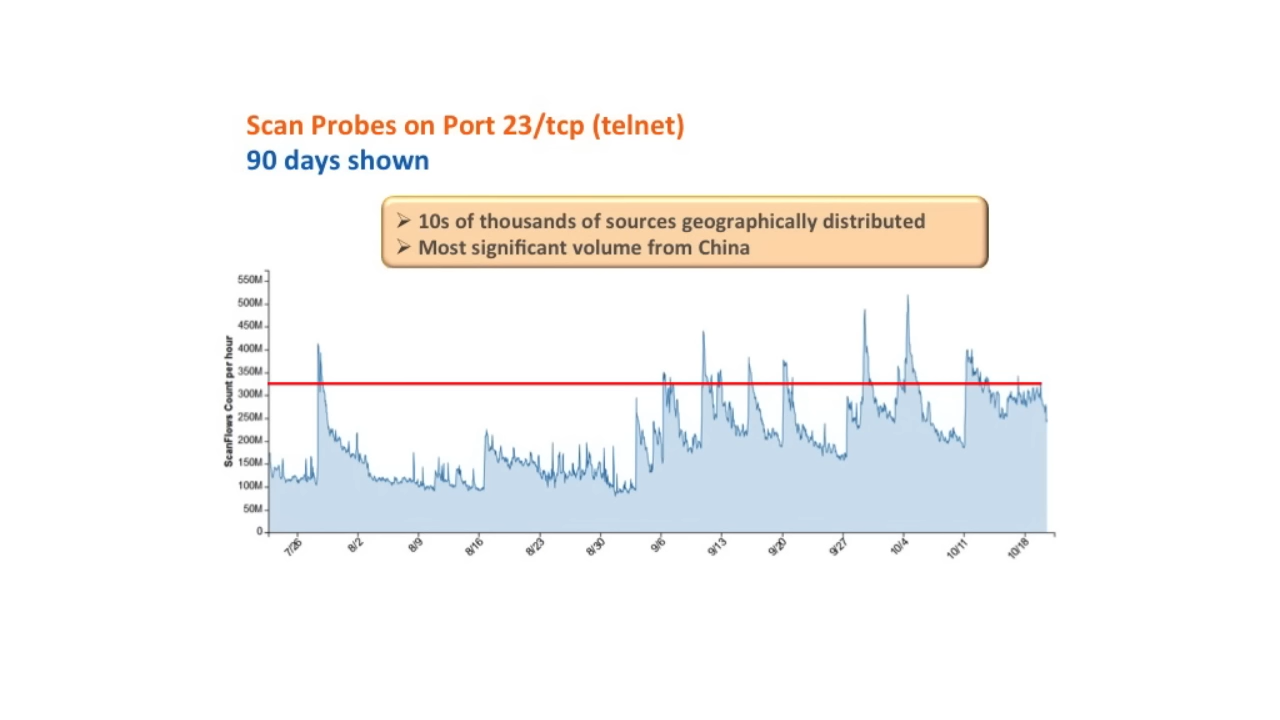 Scan Probes on Port 23/tcp (telnet)
90 days shown
➢ 10s of thousands of sources geographically distributed
➢ Most significant volume from China
ScanFlows Count per hour
550M
500M
450M
400M
350M
300M
250M
200M
150M
100M
50M
0
7/26
8/2
8/9
8/16
8/23
8/30
9/6
9/13
9/20
9/27
10/4
10/11
10/18